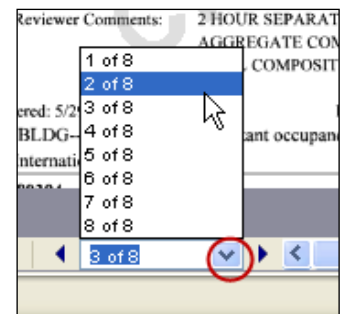 Reviewer Comments: 2 HOUR SEPARAT
AGGREGATE COM
1 of 8
COMPOSIT
2 of 8
ered: 5/2
3 of 8
BLDG--
4 of 8
tant occupan
5 of 8
nternati
6 of 8
7 of 8
8 of 8
3 of 8